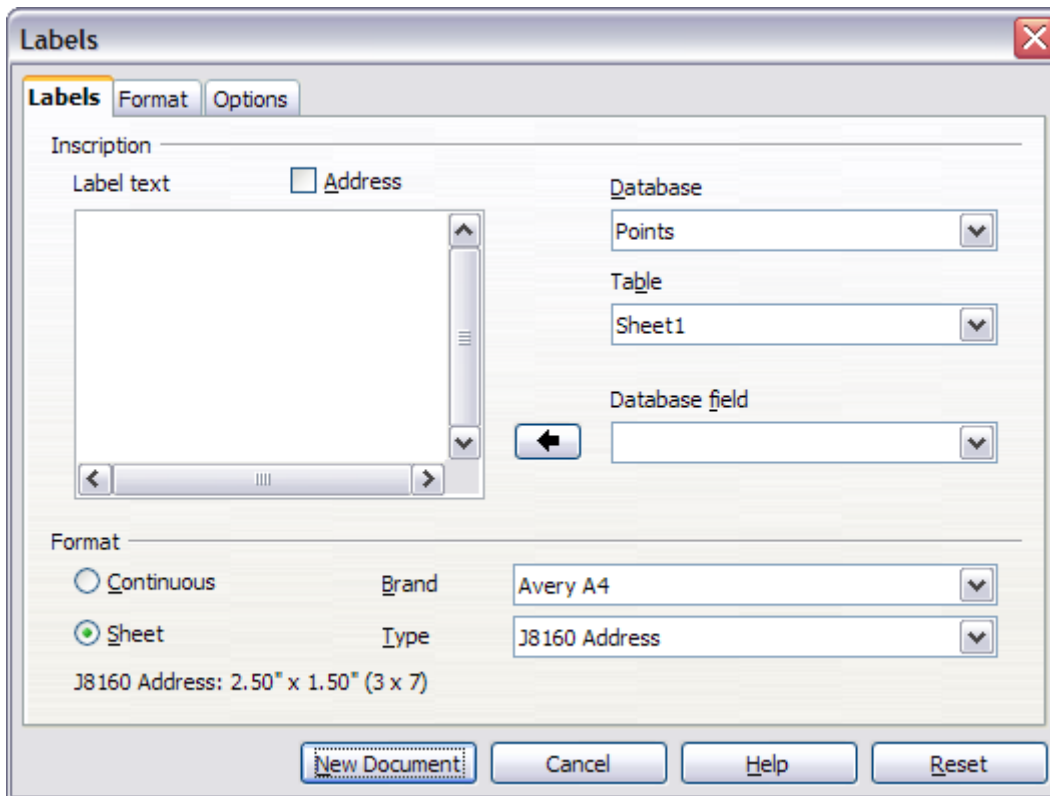 Labels
Labels Format Options
Inscription
Label text Address
Database
Points
Table
Sheet1
Database field
Format
Continuous Brand Avery A4
Sheet Type J8160 Address
J8160 Address: 2.50" x 1.50" (3 x 7)
New Document Cancel Help Reset